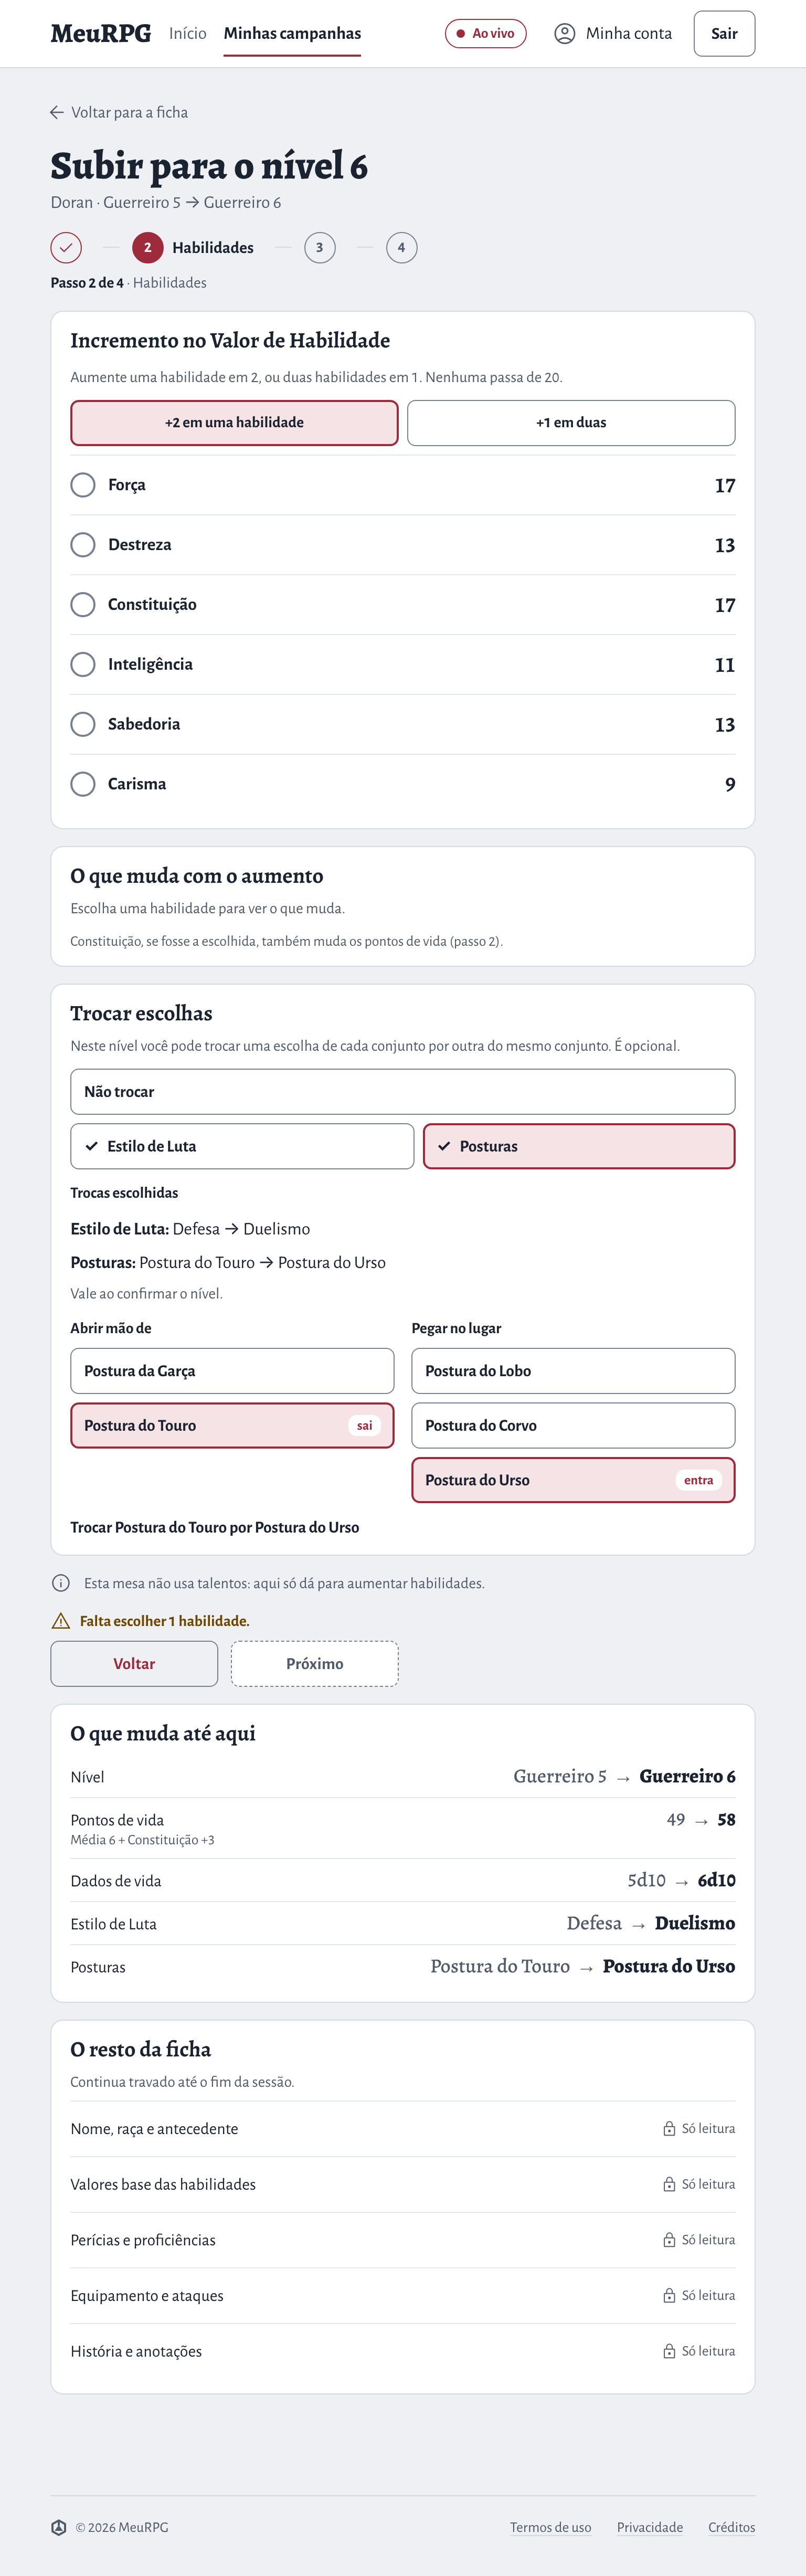 MeuRPG Início Minhas campanhas Ao vivo Minha conta Sair
Voltar para a ficha
Subir para o nível 6
Doran · Guerreiro 5 → Guerreiro 6
2 Habilidades 3 4
Passo 2 de 4 · Habilidades
Incremento no Valor de Habilidade
Aumente uma habilidade em 2, ou duas habilidades em 1. Nenhuma passa de 20.
+2 em uma habilidade +1 em duas
Força 17
Destreza 13
Constituição 17
Inteligência 11
Sabedoria 13
Carisma 9
O que muda com o aumento
Escolha uma habilidade para ver o que muda.
Constituição, se fosse a escolhida, também muda os pontos de vida (passo 2).
Trocar escolhas
Neste nível você pode trocar uma escolha de cada conjunto por outra do mesmo conjunto. É opcional.
Não trocar
✓ Estilo de Luta ✓ Posturas
Trocas escolhidas
Estilo de Luta: Defesa → Duelismo
Posturas: Postura do Touro → Postura do Urso
Vale ao confirmar o nível.
Abrir mão de Pegar no lugar
Postura da Garça Postura do Lobo
Postura do Touro sai Postura do Corvo
Postura do Urso entra
Trocar Postura do Touro por Postura do Urso
Esta mesa não usa talentos: aqui só dá para aumentar habilidades.
Falta escolher 1 habilidade.
Voltar Próximo
O que muda até aqui
Nível Guerreiro 5 → Guerreiro 6
Pontos de vida 49 → 58
Média 6 + Constituição +3
Dados de vida 5d10 → 6d10
Estilo de Luta Defesa → Duelismo
Posturas Postura do Touro → Postura do Urso
O resto da ficha
Continua travado até o fim da sessão.
Nome, raça e antecedente Só leitura
Valores base das habilidades Só leitura
Perícias e proficiências Só leitura
Equipamento e ataques Só leitura
História e anotações Só leitura
© 2026 MeuRPG Termos de uso Privacidade Créditos